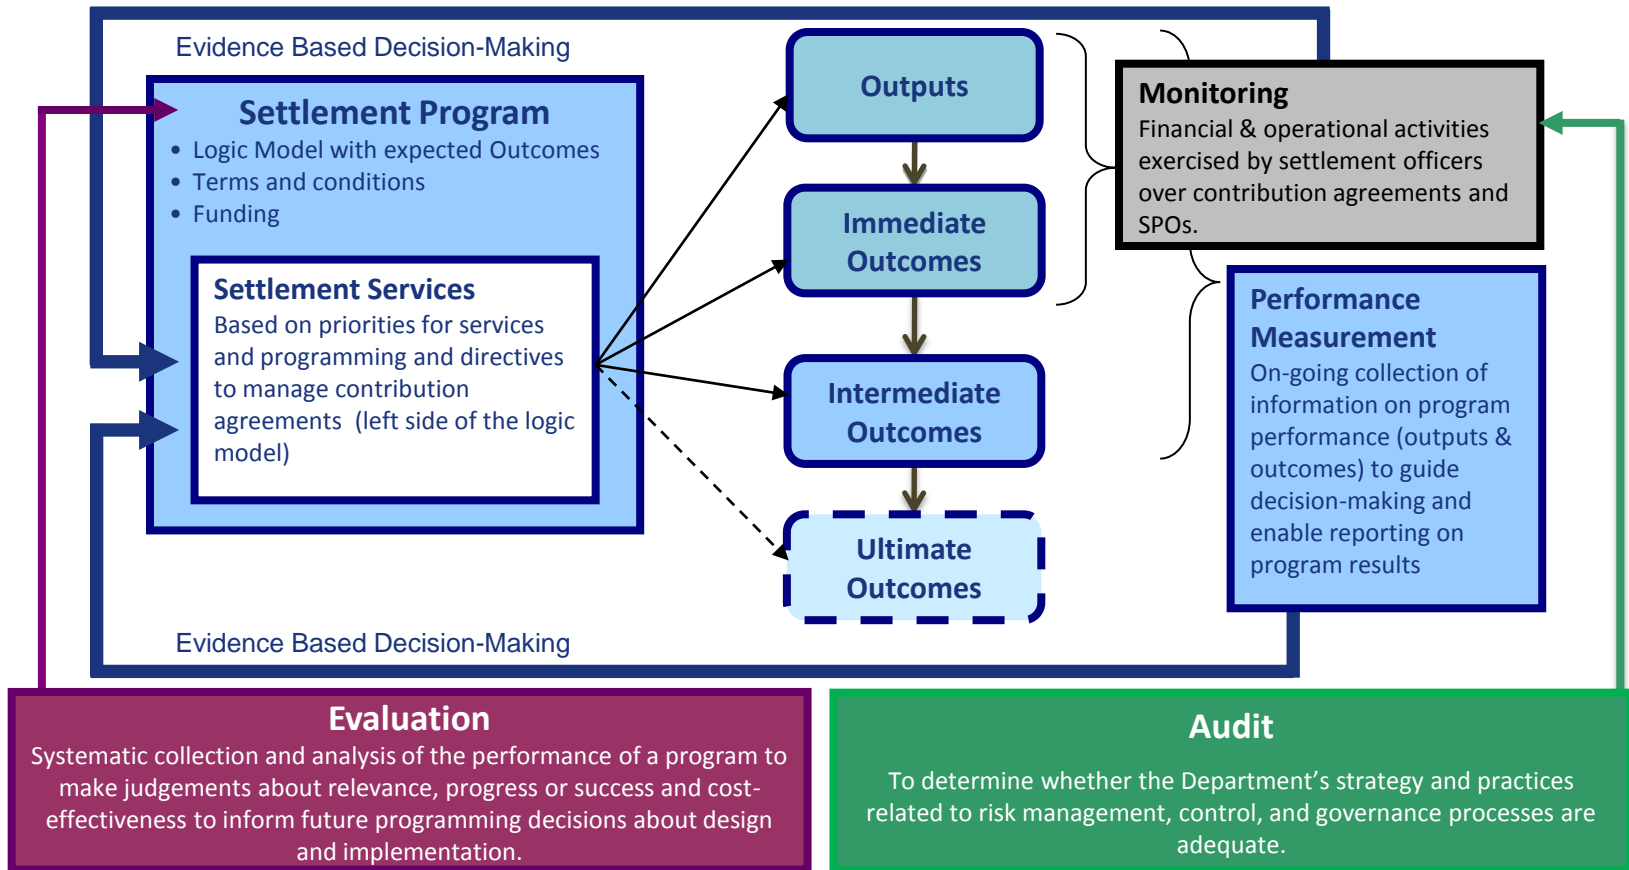 Evidence Based Decision-Making
Settlement Program
• Logic Model with expected Outcomes
• Terms and conditions
• Funding
Settlement Services
Based on priorities for services
and programming and directives
to manage contribution
agreements (left side of the logic
model)
Outputs
Immediate
Outcomes
Intermediate
Outcomes
Ultimate
Outcomes
Monitoring
Financial & operational activities
exercised by settlement officers
over contribution agreements and
SPOs.
Performance
Measurement
On-going collection of
information on program
performance (outputs &
outcomes) to guide
decision-making and
enable reporting on
program results
Evidence Based Decision-Making
Evaluation
Systematic collection and analysis of the performance of a program to
make judgements about relevance, progress or success and cost-
effectiveness to inform future programming decisions about design
and implementation.
Audit
To determine whether the Department’s strategy and practices
related to risk management, control, and governance processes are
adequate.